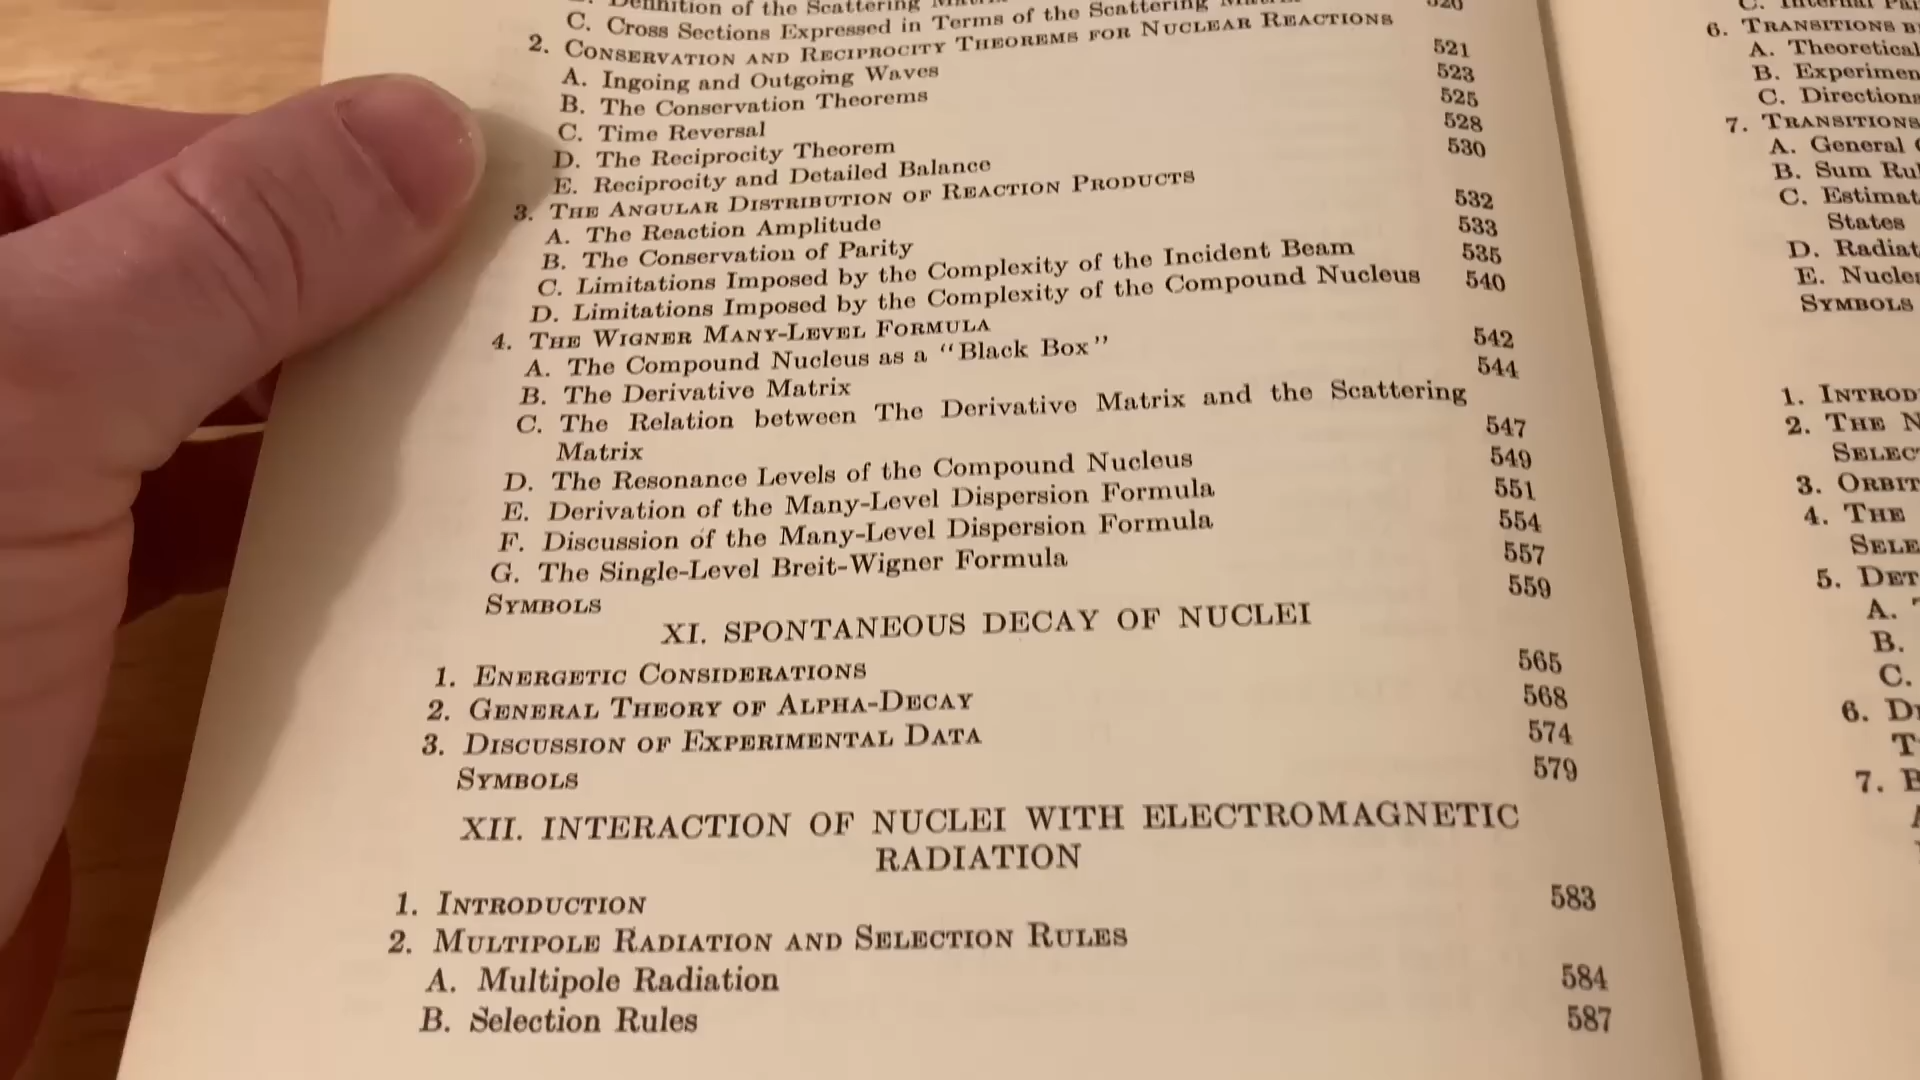 Definition of the Scattering
C. Cross Sections Expressed in Terms of the Scattering 520
2. Conservation and Reciprocity Theorems for Nuclear Reactions
A. Ingoing and Outgoing Waves 521
B. The Conservation Theorems 523
C. Time Reversal 525
D. The Reciprocity Theorem 528
E. Reciprocity and Detailed Balance 530
3. The Angular Distribution of Reaction Products
A. The Reaction Amplitude 532
B. The Conservation of Parity 533
C. Limitations Imposed by the Complexity of the Incident Beam 535
D. Limitations Imposed by the Complexity of the Compound Nucleus 540
4. The Wigner Many-Level Formula
A. The Compound Nucleus as a “Black Box” 542
B. The Derivative Matrix 544
C. The Relation between The Derivative Matrix and the Scattering
Matrix 547
D. The Resonance Levels of the Compound Nucleus 549
E. Derivation of the Many-Level Dispersion Formula 551
F. Discussion of the Many-Level Dispersion Formula 554
G. The Single-Level Breit-Wigner Formula 557
Symbols 559
XI. SPONTANEOUS DECAY OF NUCLEI
1. Energetic Considerations 565
2. General Theory of Alpha-Decay 568
3. Discussion of Experimental Data 574
Symbols 579
XII. INTERACTION OF NUCLEI WITH ELECTROMAGNETIC
RADIATION
1. Introduction 583
2. Multipole Radiation and Selection Rules
A. Multipole Radiation 584
B. Selection Rules 587
6. Transitions
A. Theoretical
B.
C.
7. Transitions
A. General
B. Sum
C.
States
D.
E.
Symbols
1.
2. The
3.
4. The
5.
A.
B.
C.
6.
7.